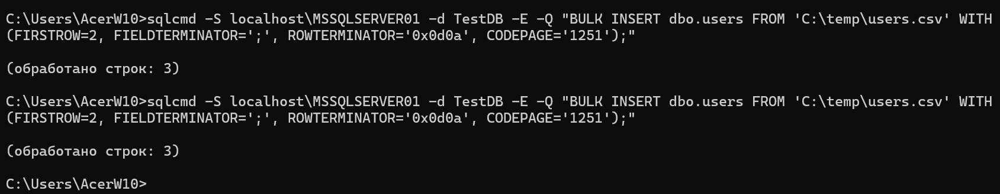 C:\Users\AcerW10>sqlcmd -S localhost\MSSQLSERVER01 -d TestDB -E -Q "BULK INSERT dbo.users FROM 'C:\temp\users.csv' WITH
(FIRSTROW=2, FIELDTERMINATOR=';', ROWTERMINATOR='0x0d0a', CODEPAGE='1251');"
(обработано строк: 3)
C:\Users\AcerW10>sqlcmd -S localhost\MSSQLSERVER01 -d TestDB -E -Q "BULK INSERT dbo.users FROM 'C:\temp\users.csv' WITH
(FIRSTROW=2, FIELDTERMINATOR=';', ROWTERMINATOR='0x0d0a', CODEPAGE='1251');"
(обработано строк: 3)
C:\Users\AcerW10>